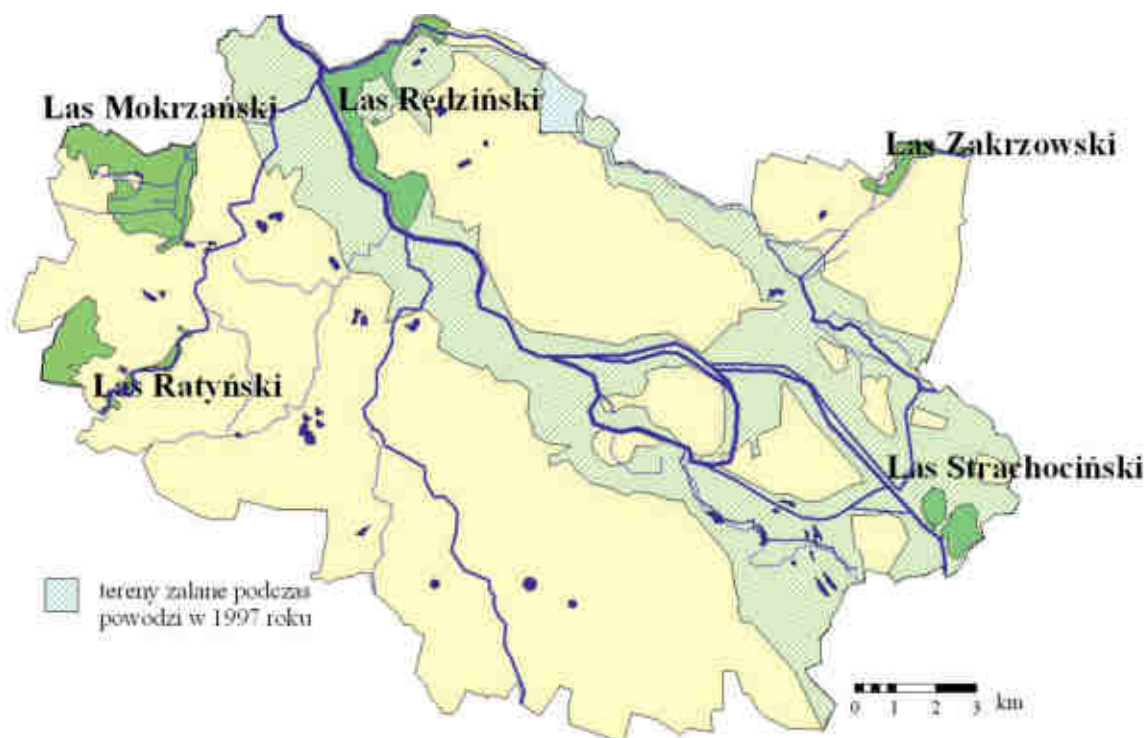 Las Mokrzański
Las Rędziński
Las Zakrzowski
Las Ratyński
Las Strachociński
tereny zalane podczas
powodzi w 1997 roku
0 1 2 3 km